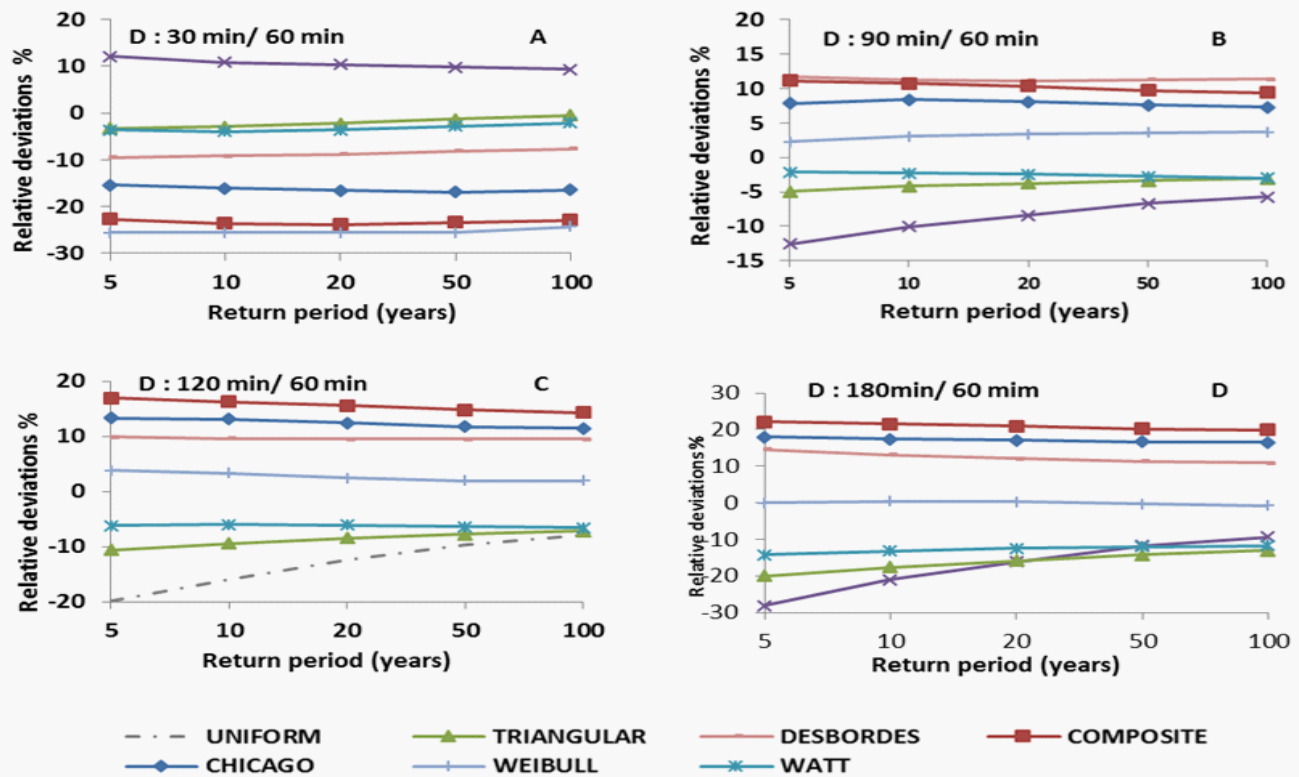 D : 30 min/ 60 min A
20
10
0
-10
-20
-30
Relative deviations %
5 10 20 50 100
Return period (years)
D : 90 min/ 60 min B
20
15
10
5
0
-5
-10
-15
Relative deviations %
5 10 20 50 100
Return period (years)
D : 120 min/ 60 min C
20
10
0
-10
-20
Relative deviations %
5 10 20 50 100
Return period (years)
D : 180min/ 60 mim D
30
20
10
0
-10
-20
-30
Relative deviations%
5 10 20 50 100
Return period (years)
UNIFORM TRIANGULAR DESBORDES COMPOSITE
CHICAGO WEIBULL WATT